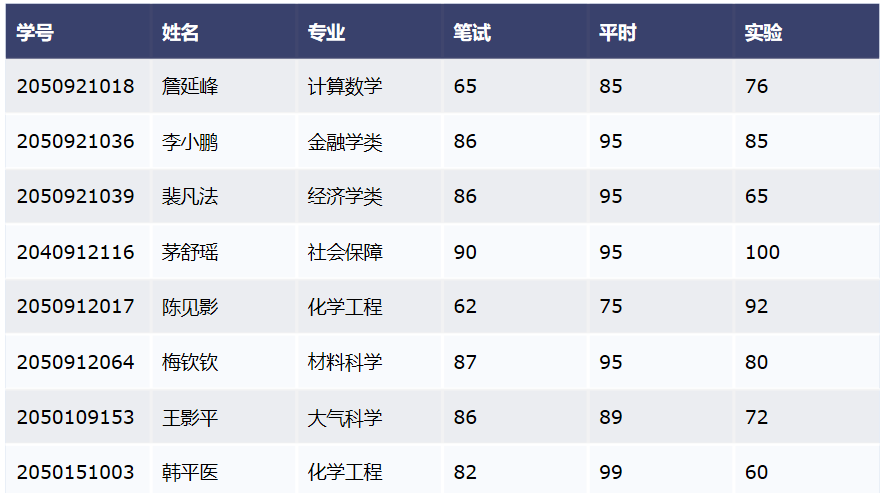 学号 姓名 专业 笔试 平时 实验
2050921018 詹延峰 计算数学 65 85 76
2050921036 李小鹏 金融学类 86 95 85
2050921039 裴凡法 经济学类 86 95 65
2040912116 茅舒瑶 社会保障 90 95 100
2050912017 陈见影 化学工程 62 75 92
2050912064 梅钦钦 材料科学 87 95 80
2050109153 王影平 大气科学 86 89 72
2050151003 韩平医 化学工程 82 99 60